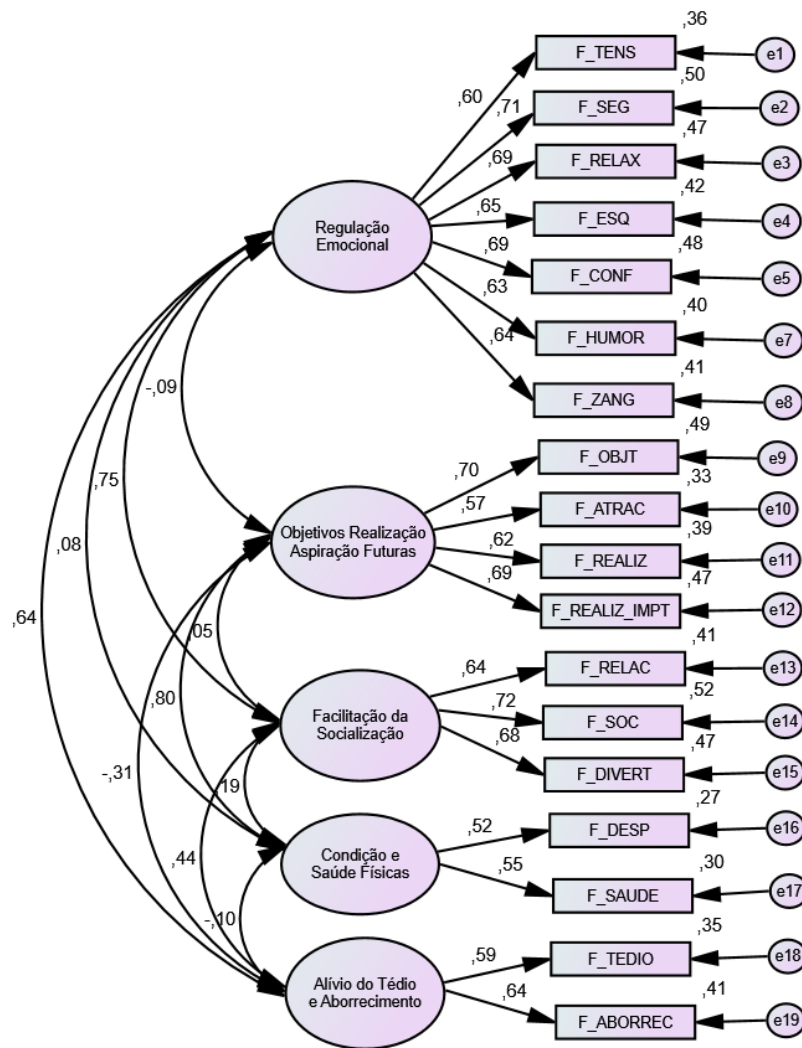 ,36
F_TENS
e1
,60
,50
,71
F_SEG
e2
,47
,69
F_RELAX
e3
,42
,65
F_ESQ
e4
,48
,69
F_CONF
e5
,40
,63
F_HUMOR
e7
,41
,64
F_ZANG
e8
Regulação
Emocional
-,09
,49
,70
F_OBJT
e9
,33
,57
F_ATRAC
e10
,39
,62
F_REALIZ
e11
,47
,69
F_REALIZ_IMPT
e12
Objetivos Realização
Aspiração Futuras
,75
,08
,64
,05
,80
-,31
,41
,64
F_RELAC
e13
,52
,72
F_SOC
e14
,47
,68
F_DIVERT
e15
Facilitação da
Socialização
,19
,44
,27
,52
F_DESP
e16
,30
,55
F_SAUDE
e17
Condição e
Saúde Físicas
-,10
,35
,59
F_TEDIO
e18
,41
,64
F_ABORREC
e19
Alívio do Tédio
e Aborrecimento